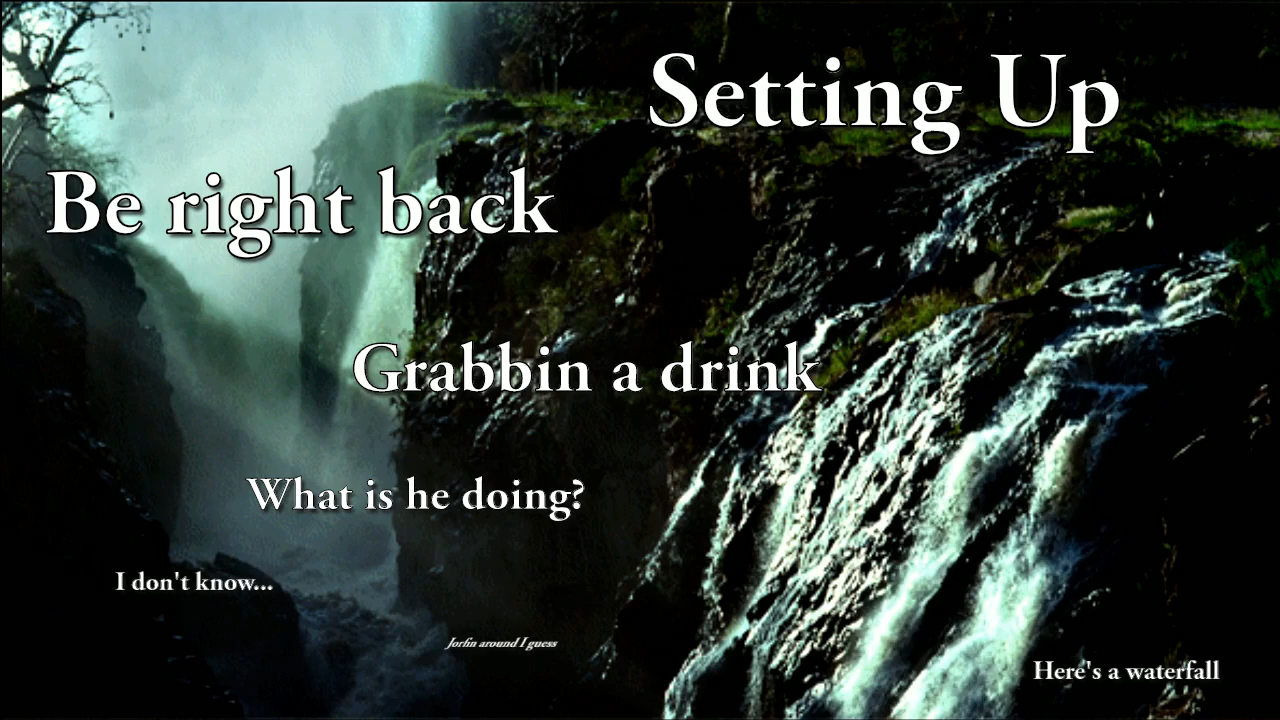 Setting Up
Be right back
Grabbin a drink
What is he doing?
I don't know...
Jorfin around I guess
Here's a waterfall